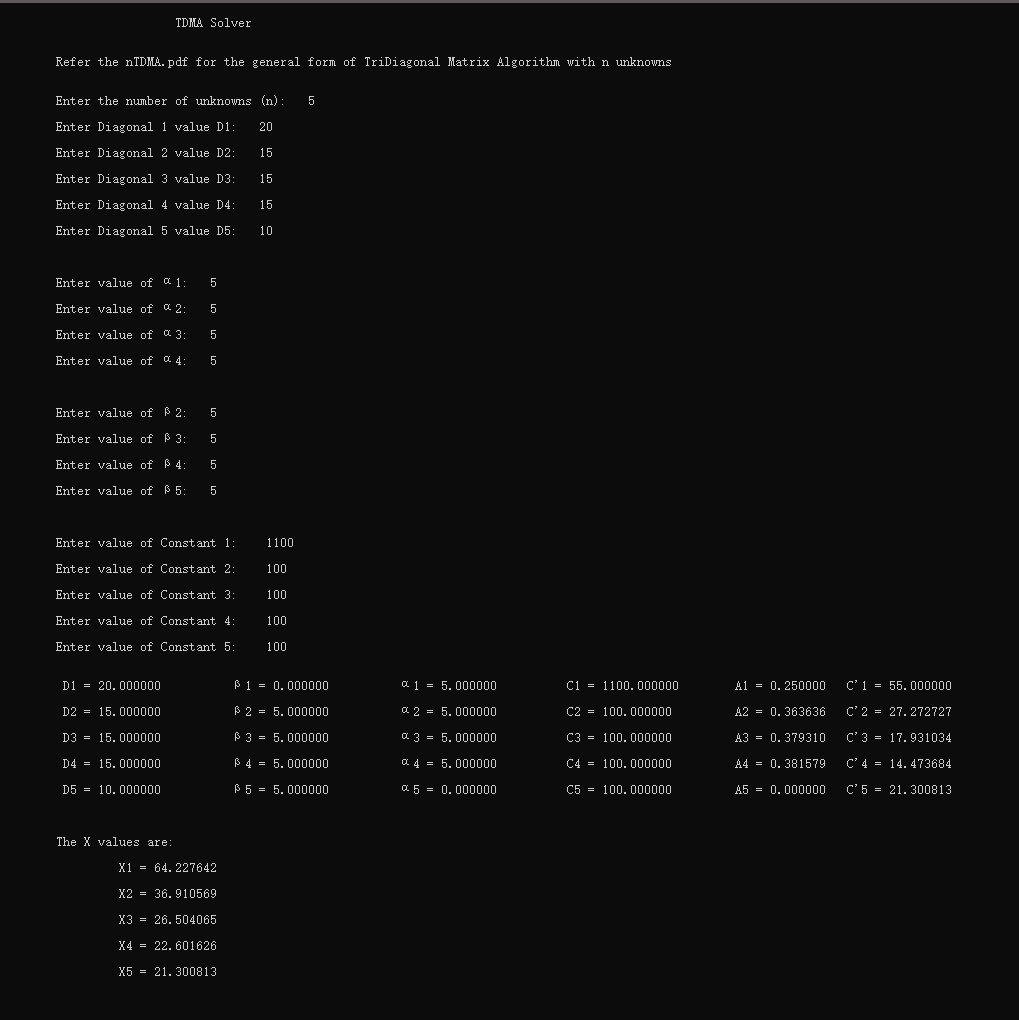 TDMA Solver
Refer the nTDMA.pdf for the general form of TriDiagonal Matrix Algorithm with n unknowns
Enter the number of unknowns (n): 5
Enter Diagonal 1 value D1: 20
Enter Diagonal 2 value D2: 15
Enter Diagonal 3 value D3: 15
Enter Diagonal 4 value D4: 15
Enter Diagonal 5 value D5: 10
Enter value of α1: 5
Enter value of α2: 5
Enter value of α3: 5
Enter value of α4: 5
Enter value of β2: 5
Enter value of β3: 5
Enter value of β4: 5
Enter value of β5: 5
Enter value of Constant 1: 1100
Enter value of Constant 2: 100
Enter value of Constant 3: 100
Enter value of Constant 4: 100
Enter value of Constant 5: 100
D1 = 20.000000 β1 = 0.000000 α1 = 5.000000 C1 = 1100.000000 A1 = 0.250000 C'1 = 55.000000
D2 = 15.000000 β2 = 5.000000 α2 = 5.000000 C2 = 100.000000 A2 = 0.363636 C'2 = 27.272727
D3 = 15.000000 β3 = 5.000000 α3 = 5.000000 C3 = 100.000000 A3 = 0.379310 C'3 = 17.931034
D4 = 15.000000 β4 = 5.000000 α4 = 5.000000 C4 = 100.000000 A4 = 0.381579 C'4 = 14.473684
D5 = 10.000000 β5 = 5.000000 α5 = 0.000000 C5 = 100.000000 A5 = 0.000000 C'5 = 21.300813
The X values are:
X1 = 64.227642
X2 = 36.910569
X3 = 26.504065
X4 = 22.601626
X5 = 21.300813